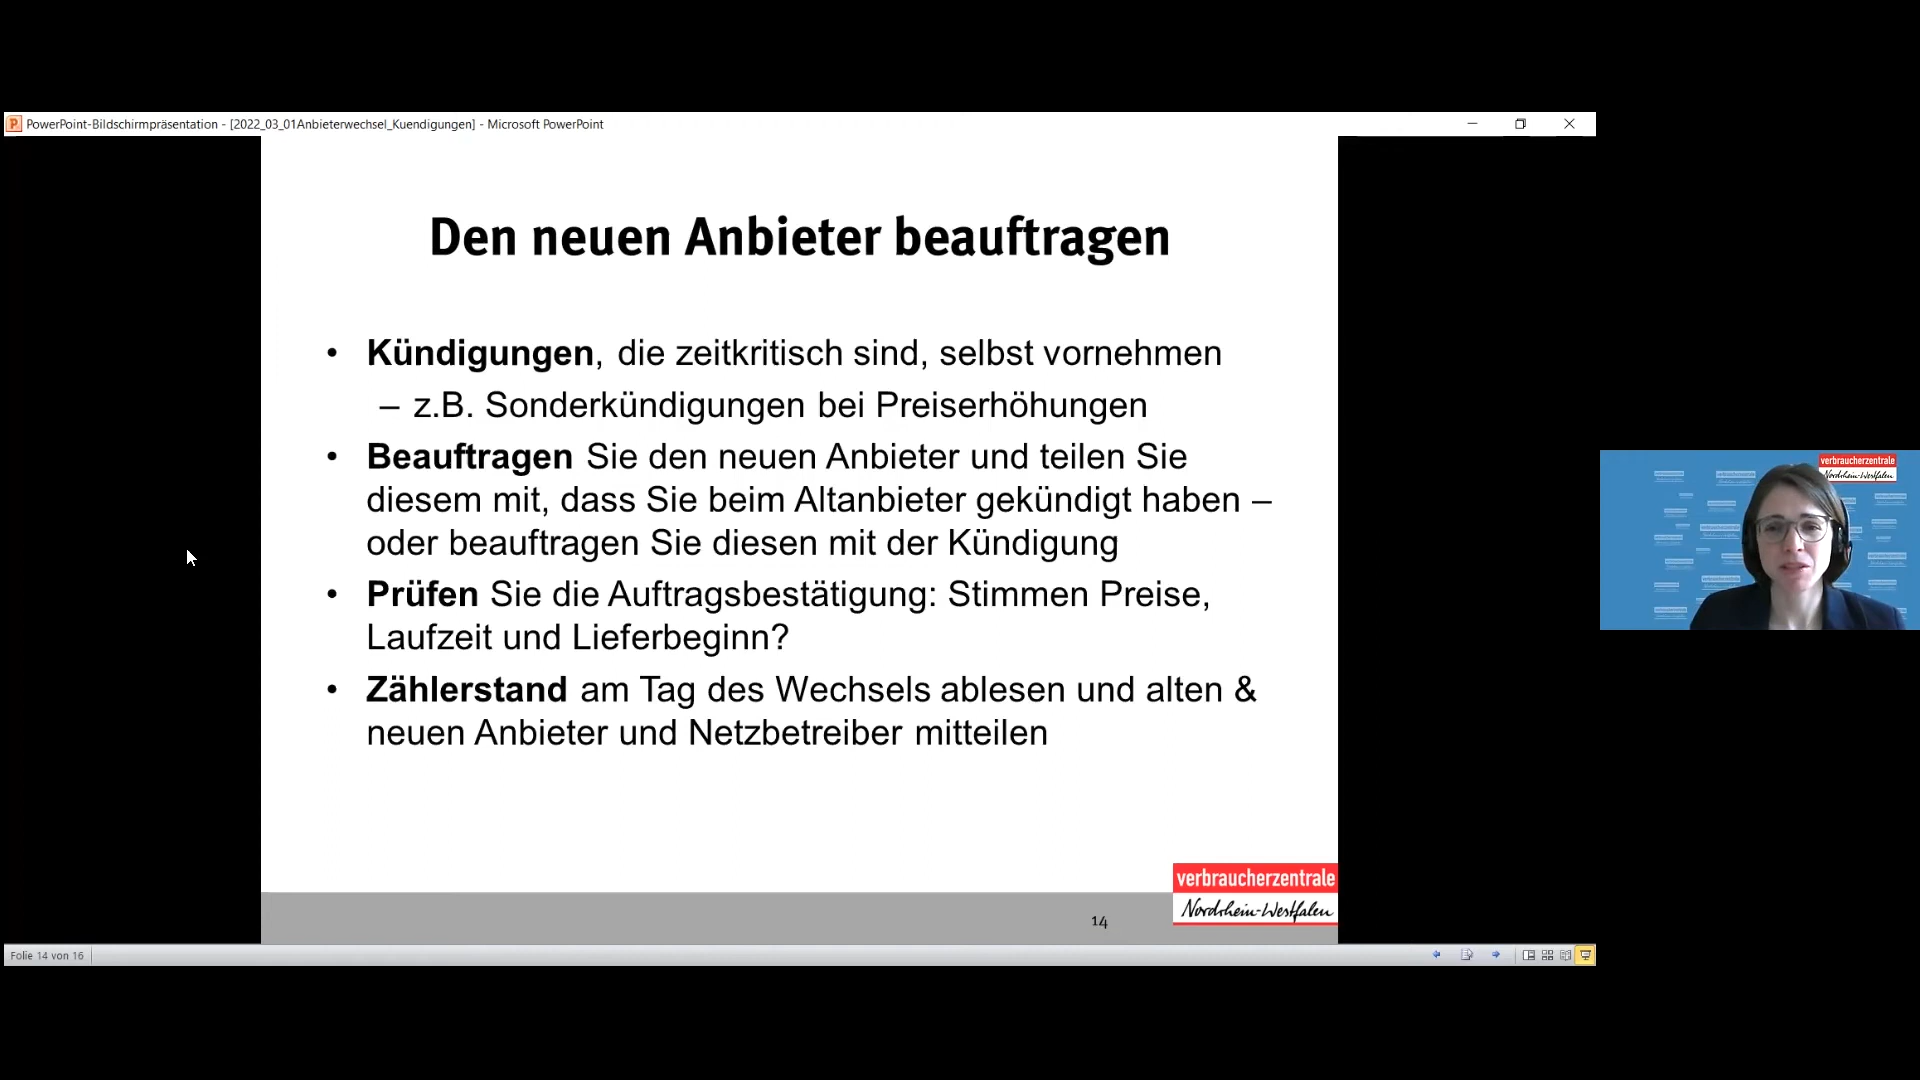 PowerPoint-Bildschirmpräsentation - [2022_03_01Anbieterwechsel_Kuendigungen] - Microsoft PowerPoint
Den neuen Anbieter beauftragen
• Kündigungen, die zeitkritisch sind, selbst vornehmen
– z.B. Sonderkündigungen bei Preiserhöhungen
• Beauftragen Sie den neuen Anbieter und teilen Sie
diesem mit, dass Sie beim Altanbieter gekündigt haben –
oder beauftragen Sie diesen mit der Kündigung
• Prüfen Sie die Auftragsbestätigung: Stimmen Preise,
Laufzeit und Lieferbeginn?
• Zählerstand am Tag des Wechsels ablesen und alten &
neuen Anbieter und Netzbetreiber mitteilen
verbraucherzentrale
Nordrhein-Westfalen
14
Folie 14 von 16
verbraucherzentrale
Nordrhein-Westfalen